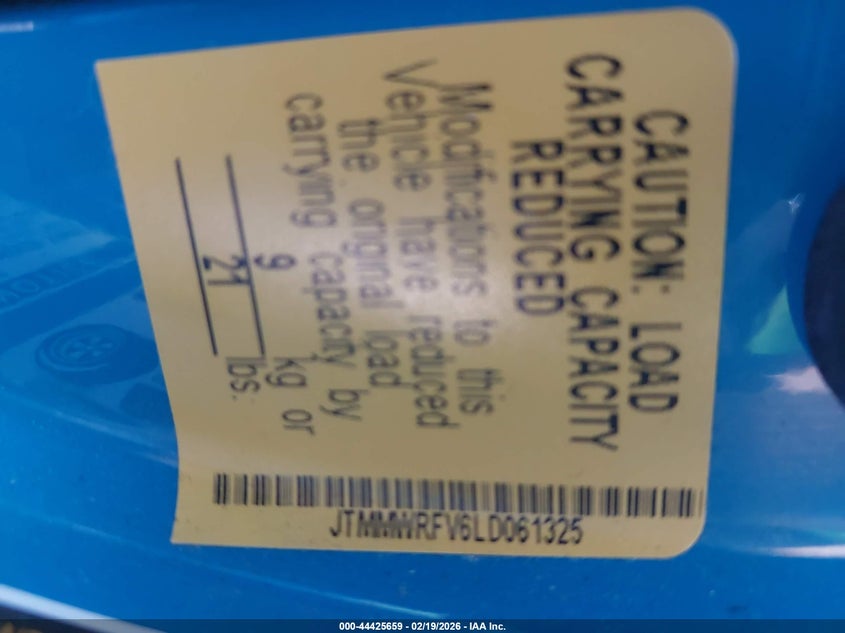 CAUTION: LOAD
CARRYING CAPACITY
REDUCED
Modifications to this
Vehicle have reduced
the original load
carrying capacity by
9 kg or
21 lbs.
JTMMWRFV6LD061325
000-44425659 - 02/19/2026 - IAA Inc.